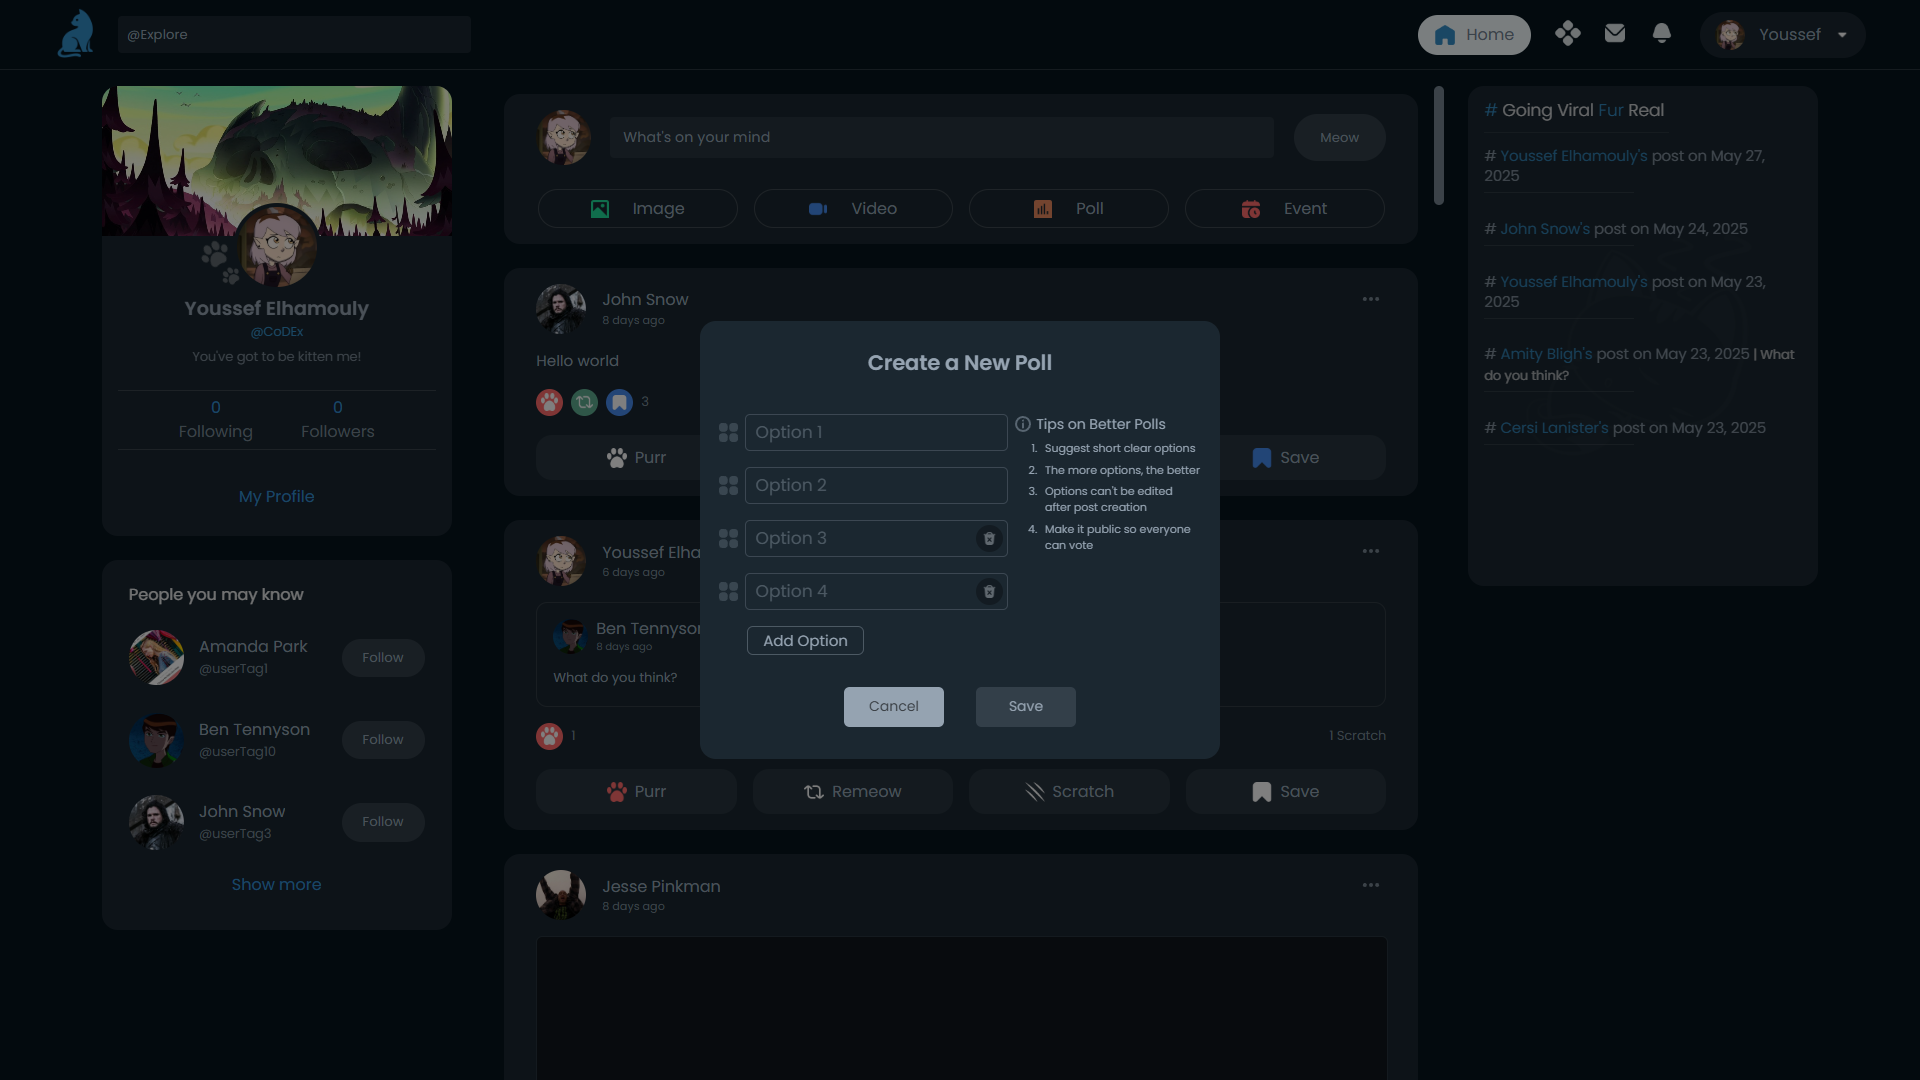 @Explore
Home
Youssef
Youssef Elhamouly
@CoDEx
You've got to be kitten me!
0
Following
0
Followers
My Profile
People you may know
Amanda Park
@userTag1
Follow
Ben Tennyson
@userTag10
Follow
John Snow
@userTag3
Follow
Show more
What's on your mind
Meow
Image
Video
Poll
Event
John Snow
8 days ago
Hello world
3
Purr
Save
Youssef Elha
6 days ago
Ben Tennyson
8 days ago
What do you think?
1
1 Scratch
Purr
Remeow
Scratch
Save
Jesse Pinkman
8 days ago
Create a New Poll
Option 1
Option 2
Option 3
Option 4
Add Option
Tips on Better Polls
1. Suggest short clear options
2. The more options, the better
3. Options can't be edited
after post creation
4. Make it public so everyone
can vote
Cancel
Save
# Going Viral Fur Real
# Youssef Elhamouly's post on May 27,
2025
# John Snow's post on May 24, 2025
# Youssef Elhamouly's post on May 23,
2025
# Amity Bligh's post on May 23, 2025 | What
do you think?
# Cersi Lanister's post on May 23, 2025